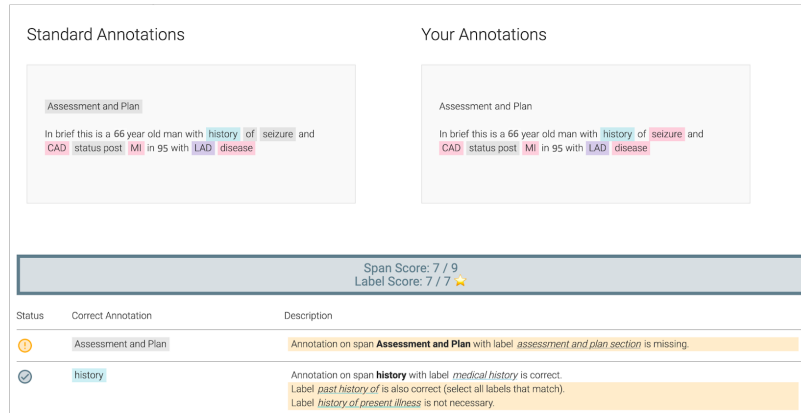 Standard Annotations
Your Annotations
Assessment and Plan
In brief this is a 66 year old man with history of seizure and
CAD status post MI in 95 with LAD disease
Assessment and Plan
In brief this is a 66 year old man with history of seizure and
CAD status post MI in 95 with LAD disease
Span Score: 7 / 9
Label Score: 7 / 7 ⭐
Status Correct Annotation Description
Assessment and Plan Annotation on span Assessment and Plan with label assessment and plan section is missing.
history Annotation on span history with label medical history is correct.
Label past history of is also correct (select all labels that match).
Label history of present illness is not necessary.